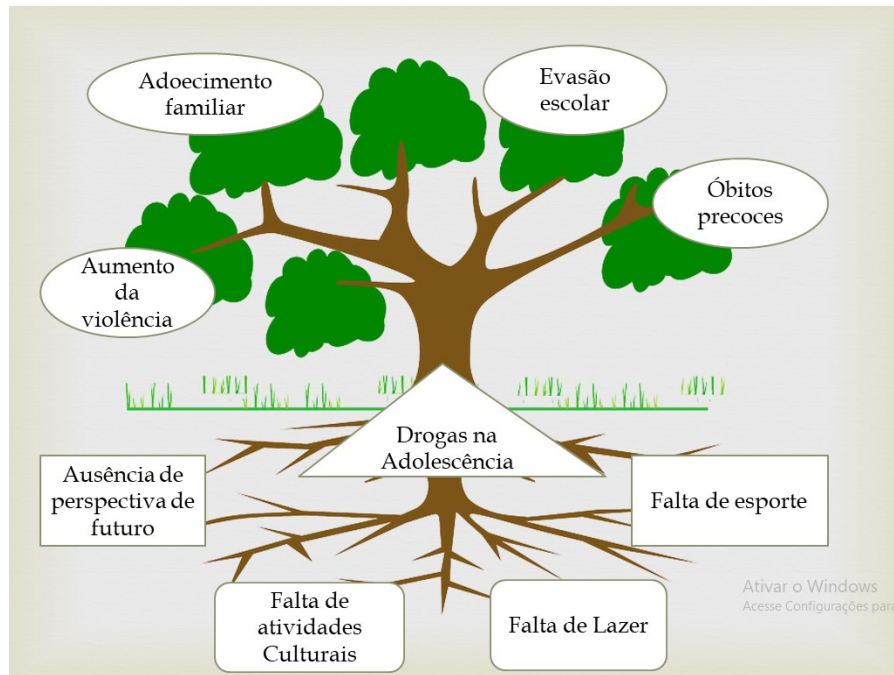 Adoecimento
familiar
Evasão
escolar
Óbitos
precoces
Aumento
da
violência
Drogas na
Adolescência
Ausência de
perspectiva de
futuro
Falta de esporte
Falta de
atividades
Culturais
Falta de Lazer
Ativar o Windows
Acesse Configurações para